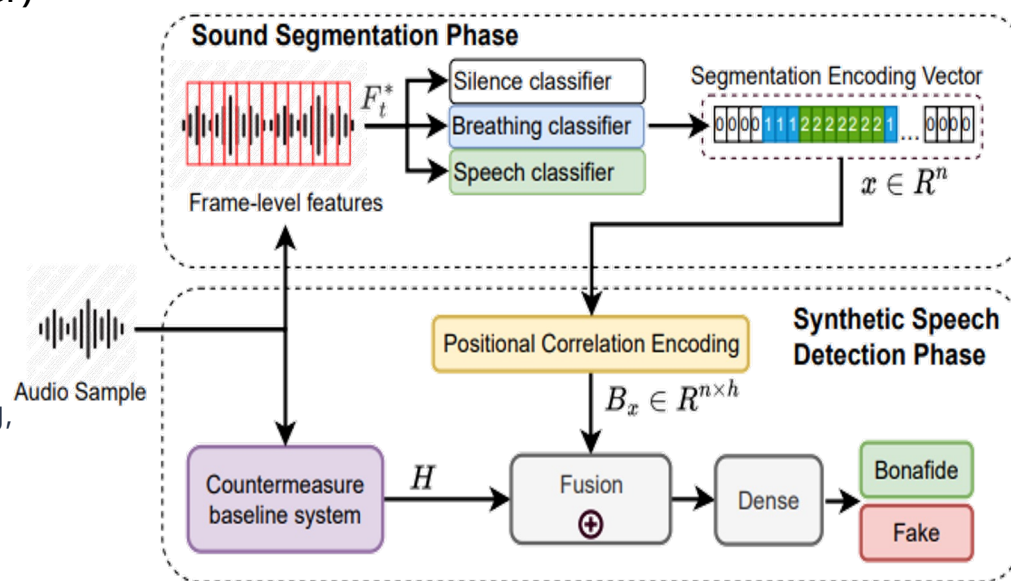 Sound Segmentation Phase
F_t^*
Silence classifier
Breathing classifier
Speech classifier
Segmentation Encoding Vector
0 0 0 0 1 1 1 2 2 2 2 2 2 2 1 ... 0 0 0 0
x ∈ R^n
Frame-level features
Audio Sample
Synthetic Speech
Detection Phase
Positional Correlation Encoding
B_x ∈ R^{n×h}
Countermeasure
baseline system
H
Fusion
⊕
Dense
Bonafide
Fake